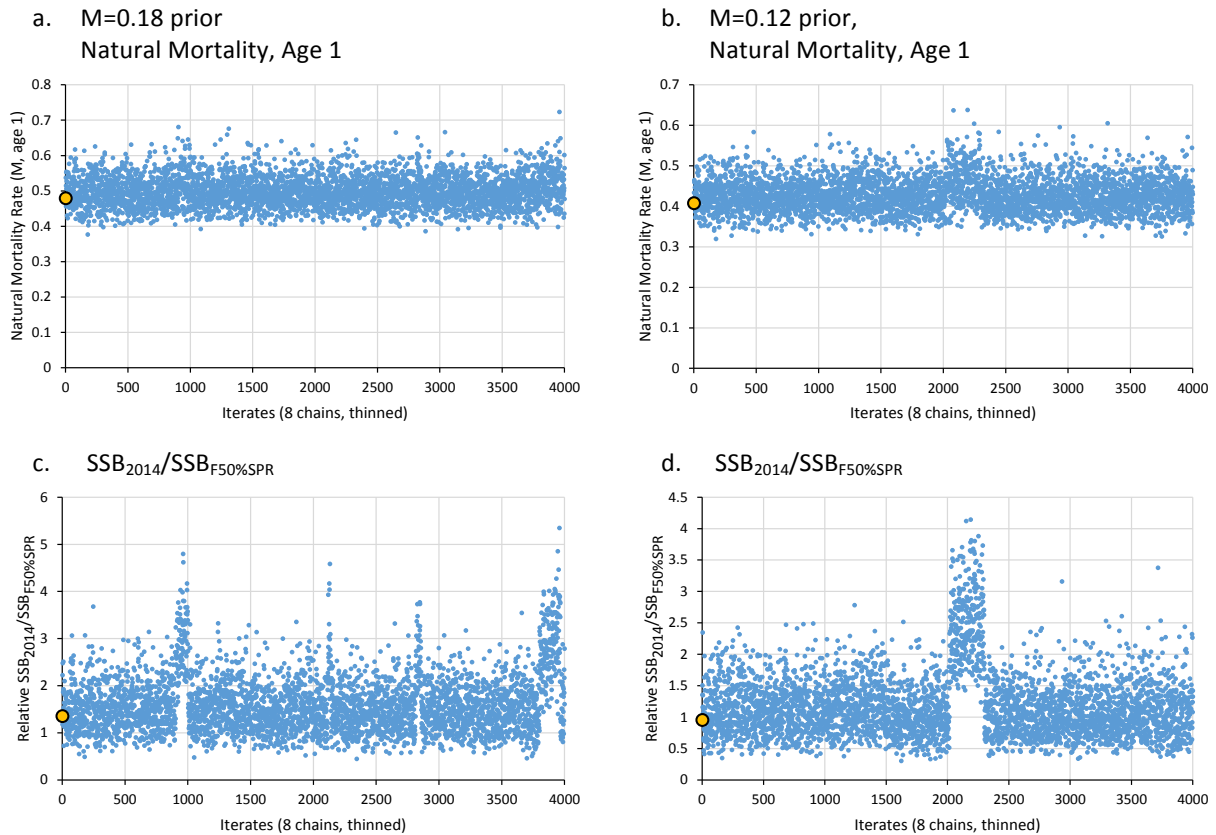 a. M=0.18 prior
Natural Mortality, Age 1
Natural Mortality Rate (M, age 1)
0.8
0.7
0.6
0.5
0.4
0.3
0.2
0.1
0
0 500 1000 1500 2000 2500 3000 3500 4000
Iterates (8 chains, thinned)
b. M=0.12 prior,
Natural Mortality, Age 1
Natural Mortality Rate (M, age 1)
0.7
0.6
0.5
0.4
0.3
0.2
0.1
0
0 500 1000 1500 2000 2500 3000 3500 4000
Iterates (8 chains, thinned)
c. SSB2014/SSBF50%SPR
Relative SSB2014/SSBF50%SPR
6
5
4
3
2
1
0
0 500 1000 1500 2000 2500 3000 3500 4000
Iterates (8 chains, thinned)
d. SSB2014/SSBF50%SPR
Relative SSB2014/SSBF50%SPR
4.5
4
3.5
3
2.5
2
1.5
1
0.5
0
0 500 1000 1500 2000 2500 3000 3500 4000
Iterates (8 chains, thinned)